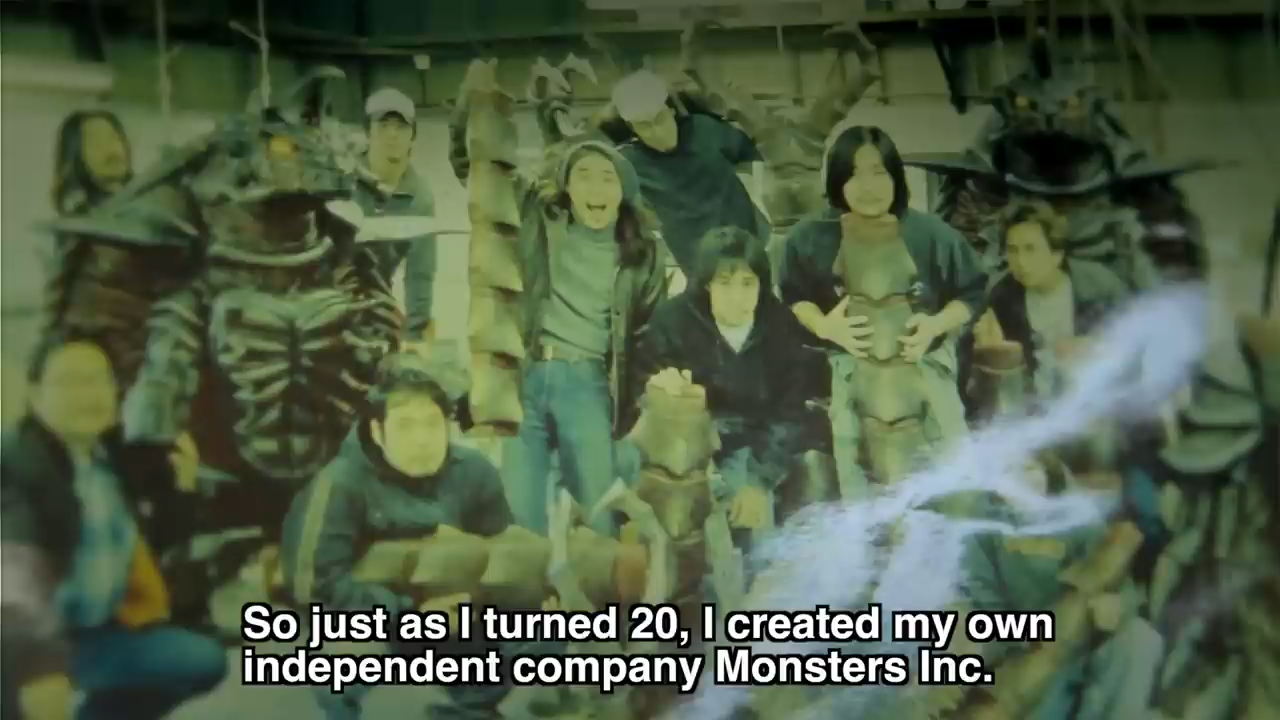 So just as I turned 20, I created my own
independent company Monsters Inc.